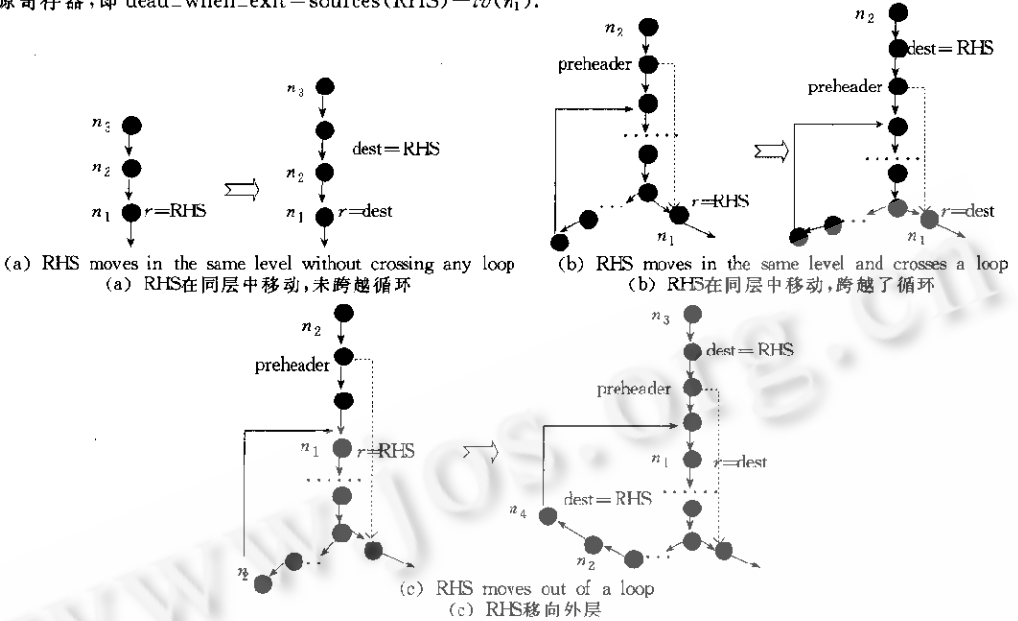 原寄存器,即 dead_when_exit=sources(RHS)−lv(n₁).
n₂
preheader
r=RHS
n₁
n₂
dest=RHS
preheader
r=dest
n₁
n₃
n₂
n₁
r=RHS
n₃
dest=RHS
n₂
n₁
r=dest
(a) RHS moves in the same level without crossing any loop
(a) RHS在同层中移动,未跨越循环
(b) RHS moves in the same level and crosses a loop
(b) RHS在同层中移动,跨越了循环
n₂
preheader
n₁
r=RHS
n₂
n₃
dest=RHS
preheader
n₁
r=dest
dest=RHS
n₄
n₂
(c) RHS moves out of a loop
(c) RHS移向外层
www.jos.org.cn